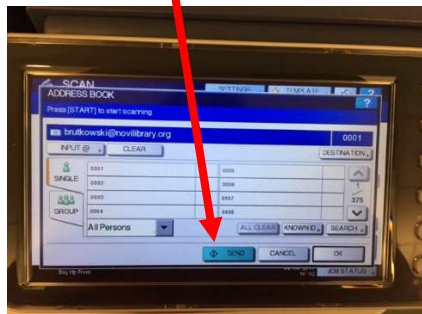 SCAN SETTINGS TEMPLATE ?
ADDRESS BOOK ?
Press [START] to start scanning
brutkowski@novilibrary.org 0001
INPUT @ CLEAR DESTINATION
SINGLE 0001 0005
0002 0006 1
0003 0007 375
GROUP 0004 0008
All Persons ALL CLEAR KNOWN ID SEARCH
SEND CANCEL OK
JOB STATUS